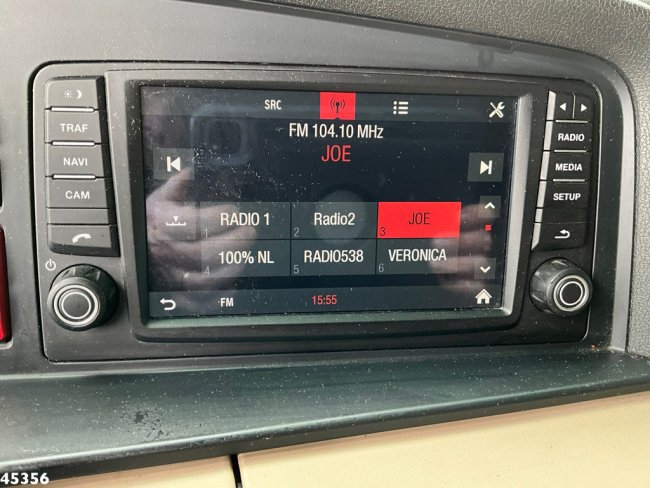 SRC
FM 104.10 MHz
JOE
RADIO 1
1
Radio2
2
JOE
3
100% NL
4
RADIO538
5
VERONICA
6
FM
15:55
TRAF
NAVI
CAM
RADIO
MEDIA
SETUP
45356